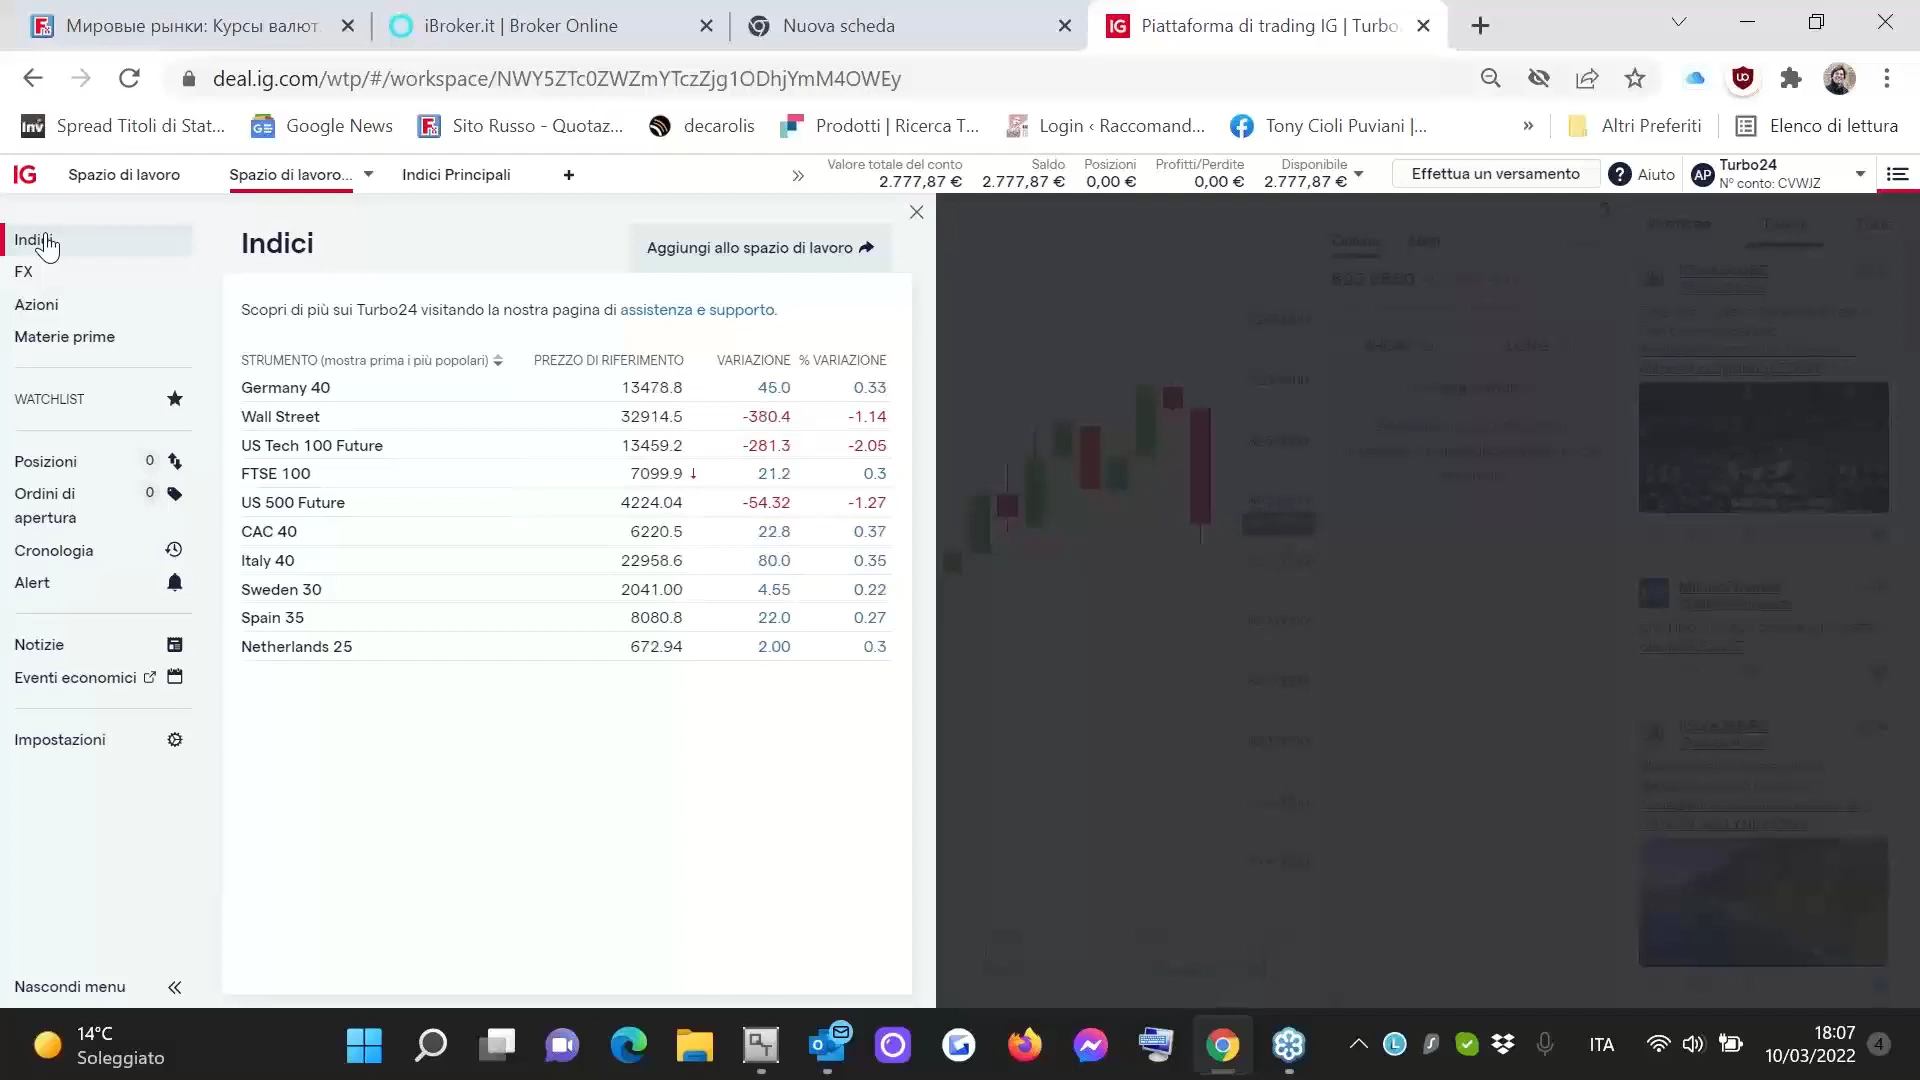 Мировые рынки: Курсы валют
iBroker.it | Broker Online
Nuova scheda
IG Piattaforma di trading IG | Turbo
deal.ig.com/wtp/#/workspace/NWY5ZTc0ZWZmYTczZjg1ODhjYmM4OWEy
Inv Spread Titoli di Stat...
Google News
Sito Russo - Quotaz...
decarolis
Prodotti | Ricerca T...
Login ‹ Raccomand...
Tony Cioli Puviani |...
»
Altri Preferiti
Elenco di lettura
IG
Spazio di lavoro
Spazio di lavoro...
Indici Principali
+
Valore totale del conto
2.777,87 €
Saldo
2.777,87 €
Posizioni
0,00 €
Profitti/Perdite
0,00 €
Disponibile
2.777,87 €
Effettua un versamento
? Aiuto
AP
Turbo24
N° conto: CVWJZ
Indici
FX
Azioni
Materie prime
WATCHLIST
Posizioni 0
Ordini di 0
apertura
Cronologia
Alert
Notizie
Eventi economici
Impostazioni
Nascondi menu
Indici
Aggiungi allo spazio di lavoro
Scopri di più sui Turbo24 visitando la nostra pagina di assistenza e supporto.
STRUMENTO (mostra prima i più popolari) PREZZO DI RIFERIMENTO VARIAZIONE % VARIAZIONE
Germany 40 13478.8 45.0 0.33
Wall Street 32914.5 -380.4 -1.14
US Tech 100 Future 13459.2 -281.3 -2.05
FTSE 100 7099.9 ↓ 21.2 0.3
US 500 Future 4224.04 -54.32 -1.27
CAC 40 6220.5 22.8 0.37
Italy 40 22958.6 80.0 0.35
Sweden 30 2041.00 4.55 0.22
Spain 35 8080.8 22.0 0.27
Netherlands 25 672.94 2.00 0.3
14°C
Soleggiato
ITA
18:07
10/03/2022
4